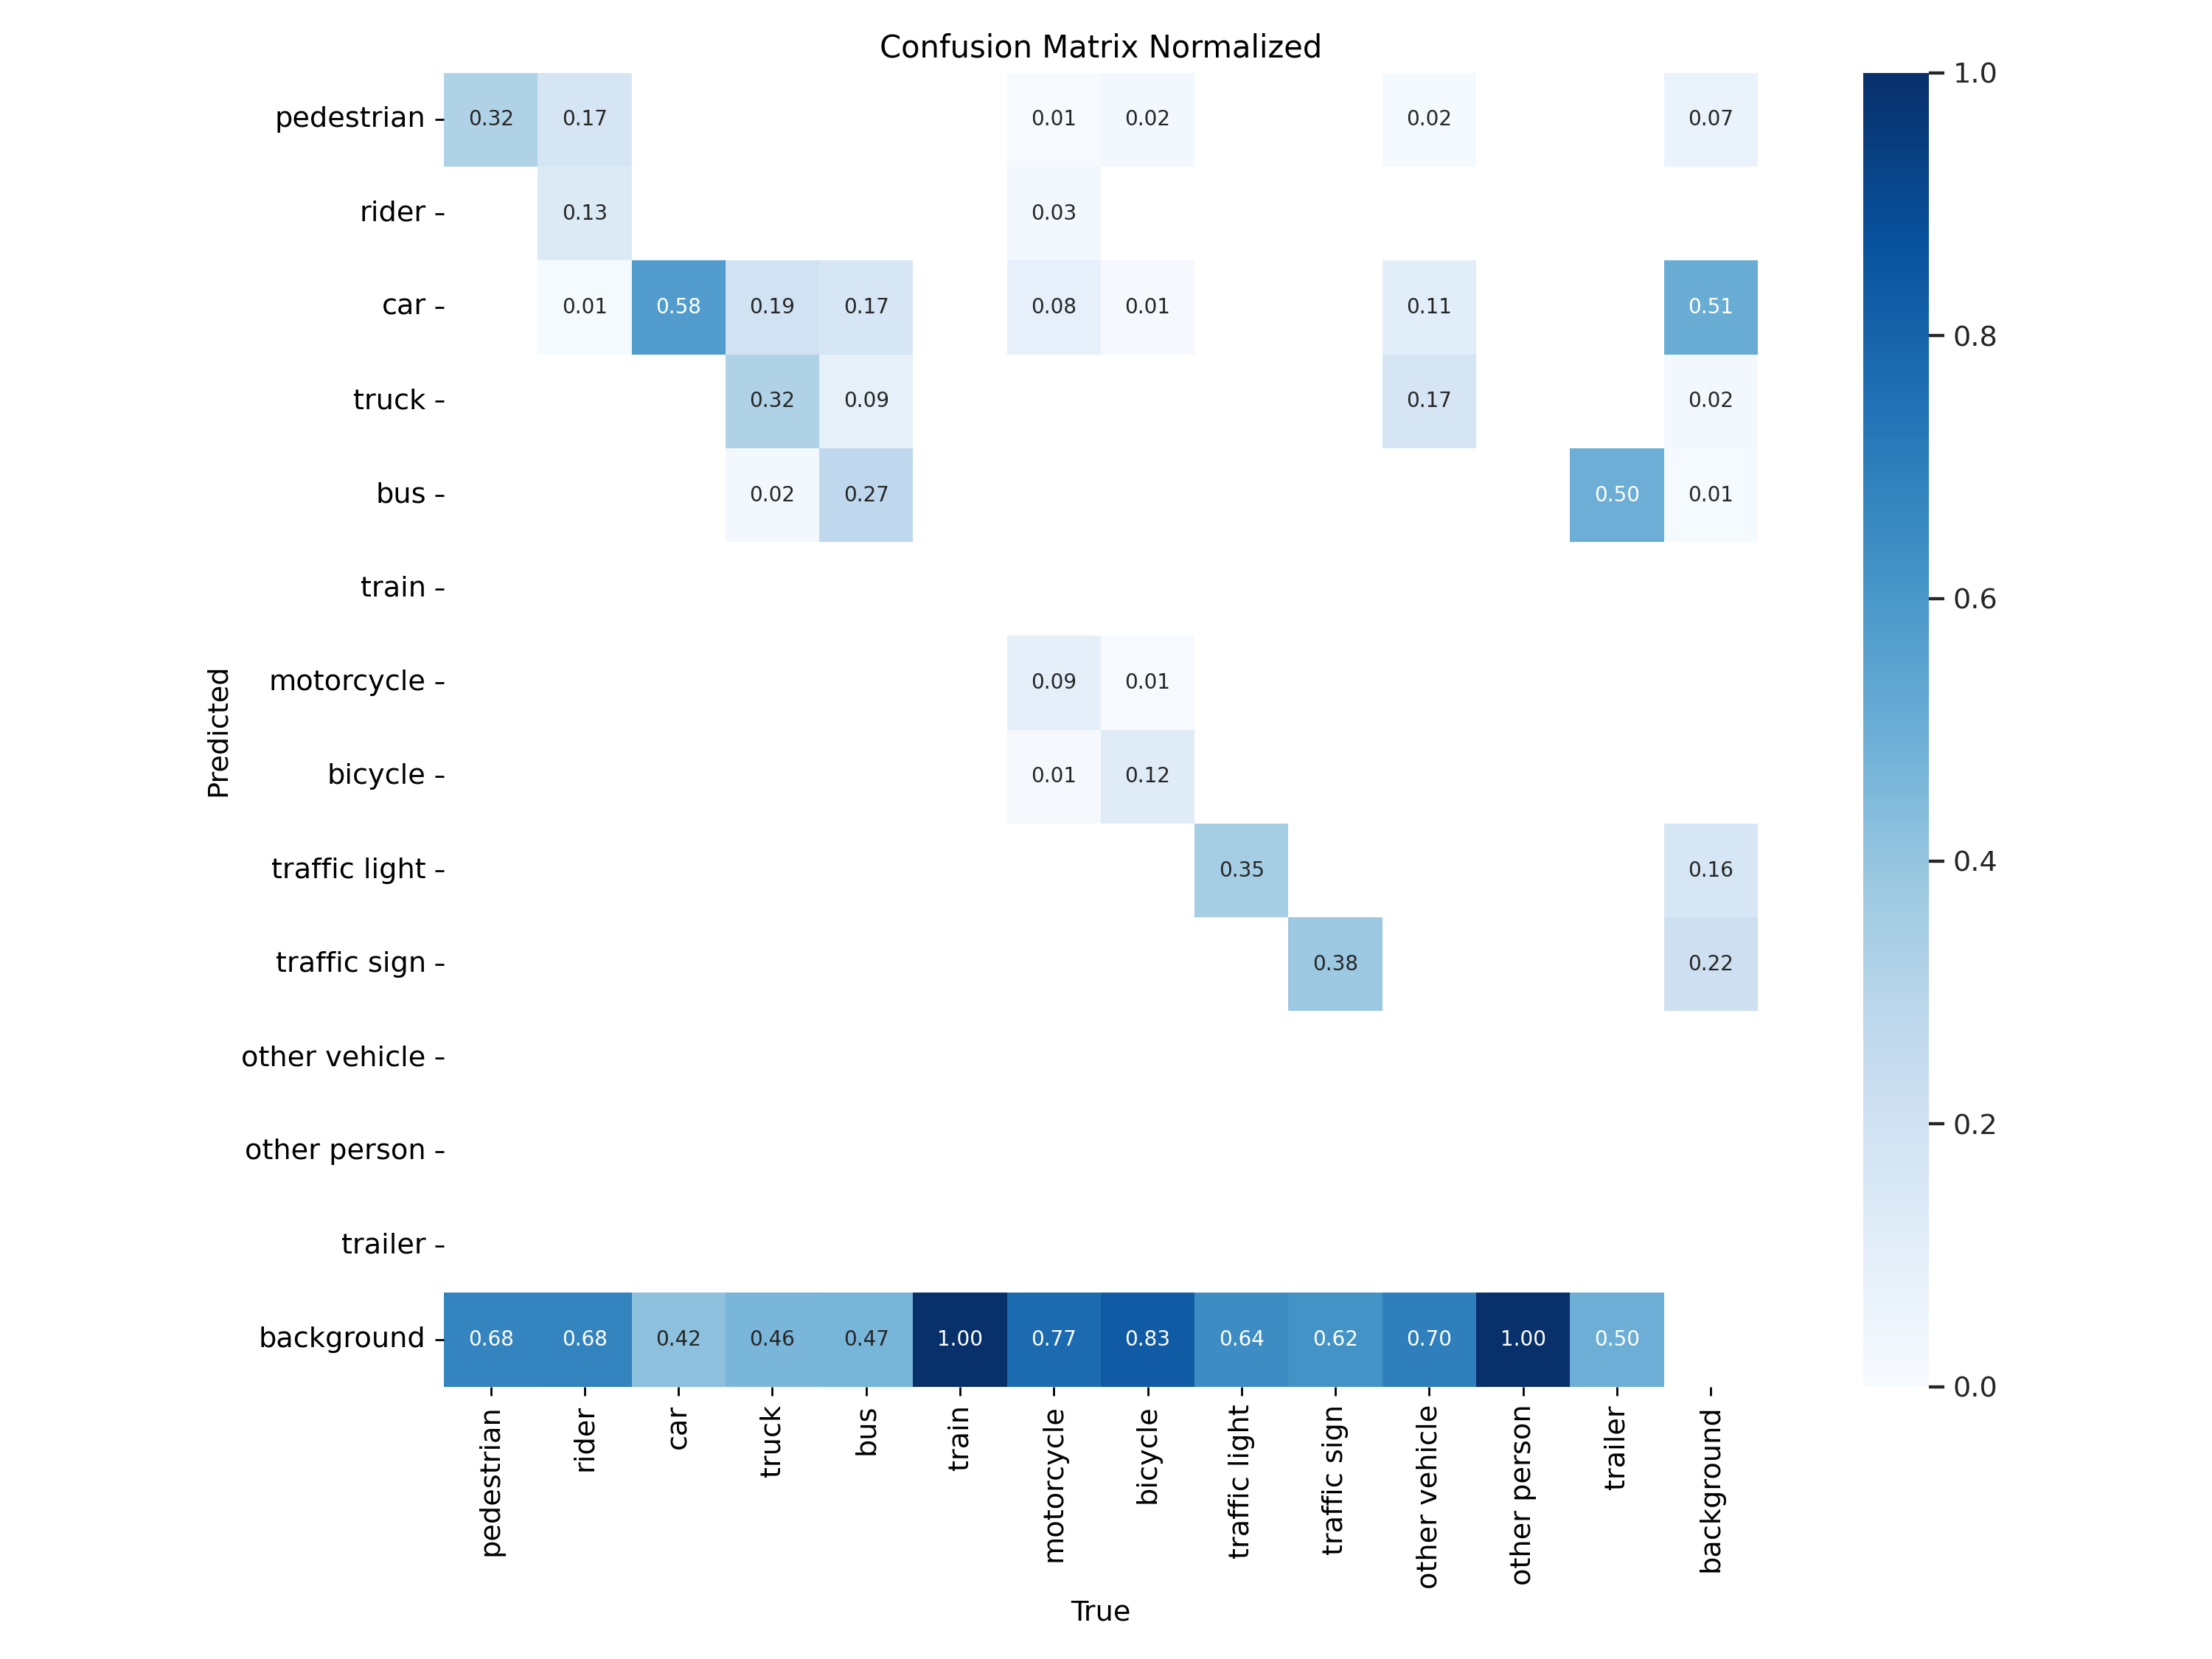 Confusion Matrix Normalized
pedestrian 0.32 0.17 0.01 0.02 0.02 0.07
rider 0.13 0.03
car 0.01 0.58 0.19 0.17 0.08 0.01 0.11 0.51
truck 0.32 0.09 0.17 0.02
bus 0.02 0.27 0.50 0.01
train
motorcycle 0.09 0.01
bicycle 0.01 0.12
traffic light 0.35 0.16
traffic sign 0.38 0.22
other vehicle
other person
trailer
background 0.68 0.68 0.42 0.46 0.47 1.00 0.77 0.83 0.64 0.62 0.70 1.00 0.50
Predicted
pedestrian
rider
car
truck
bus
train
motorcycle
bicycle
traffic light
traffic sign
other vehicle
other person
trailer
background
True
1.0
0.8
0.6
0.4
0.2
0.0